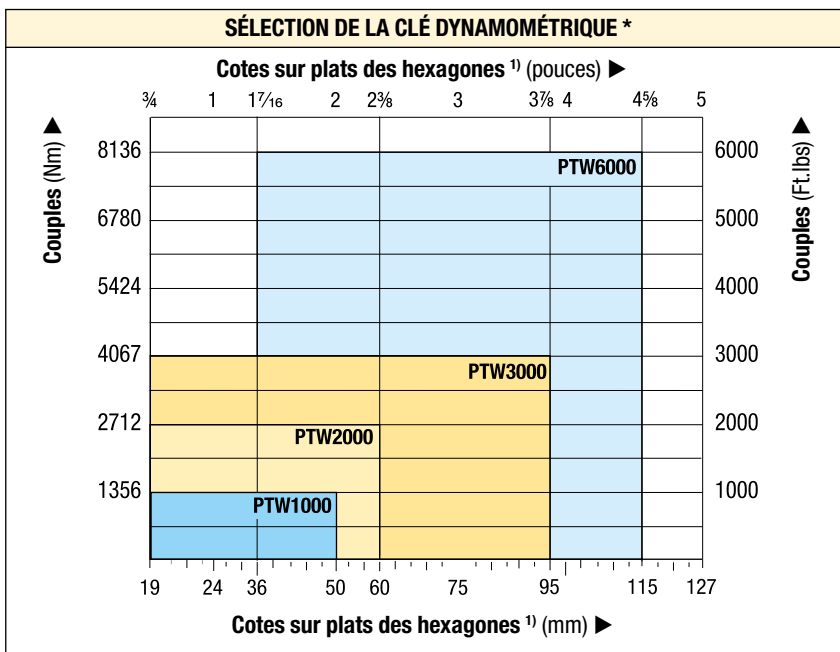 SÉLECTION DE LA CLÉ DYNAMOMÉTRIQUE *
Cotes sur plats des hexagones ¹⁾ (pouces) ▶
¾ 1 1⁷⁄₁₆ 2 2⅜ 3 3⅞ 4 4⅝ 5
Couples (Nm) ▶
8136
6780
5424
4067
2712
1356
PTW6000
PTW3000
PTW2000
PTW1000
6000
5000
4000
3000
2000
1000
Couples (Ft.lbs) ▶
19 24 36 50 60 75 95 115 127
Cotes sur plats des hexagones ¹⁾ (mm) ▶